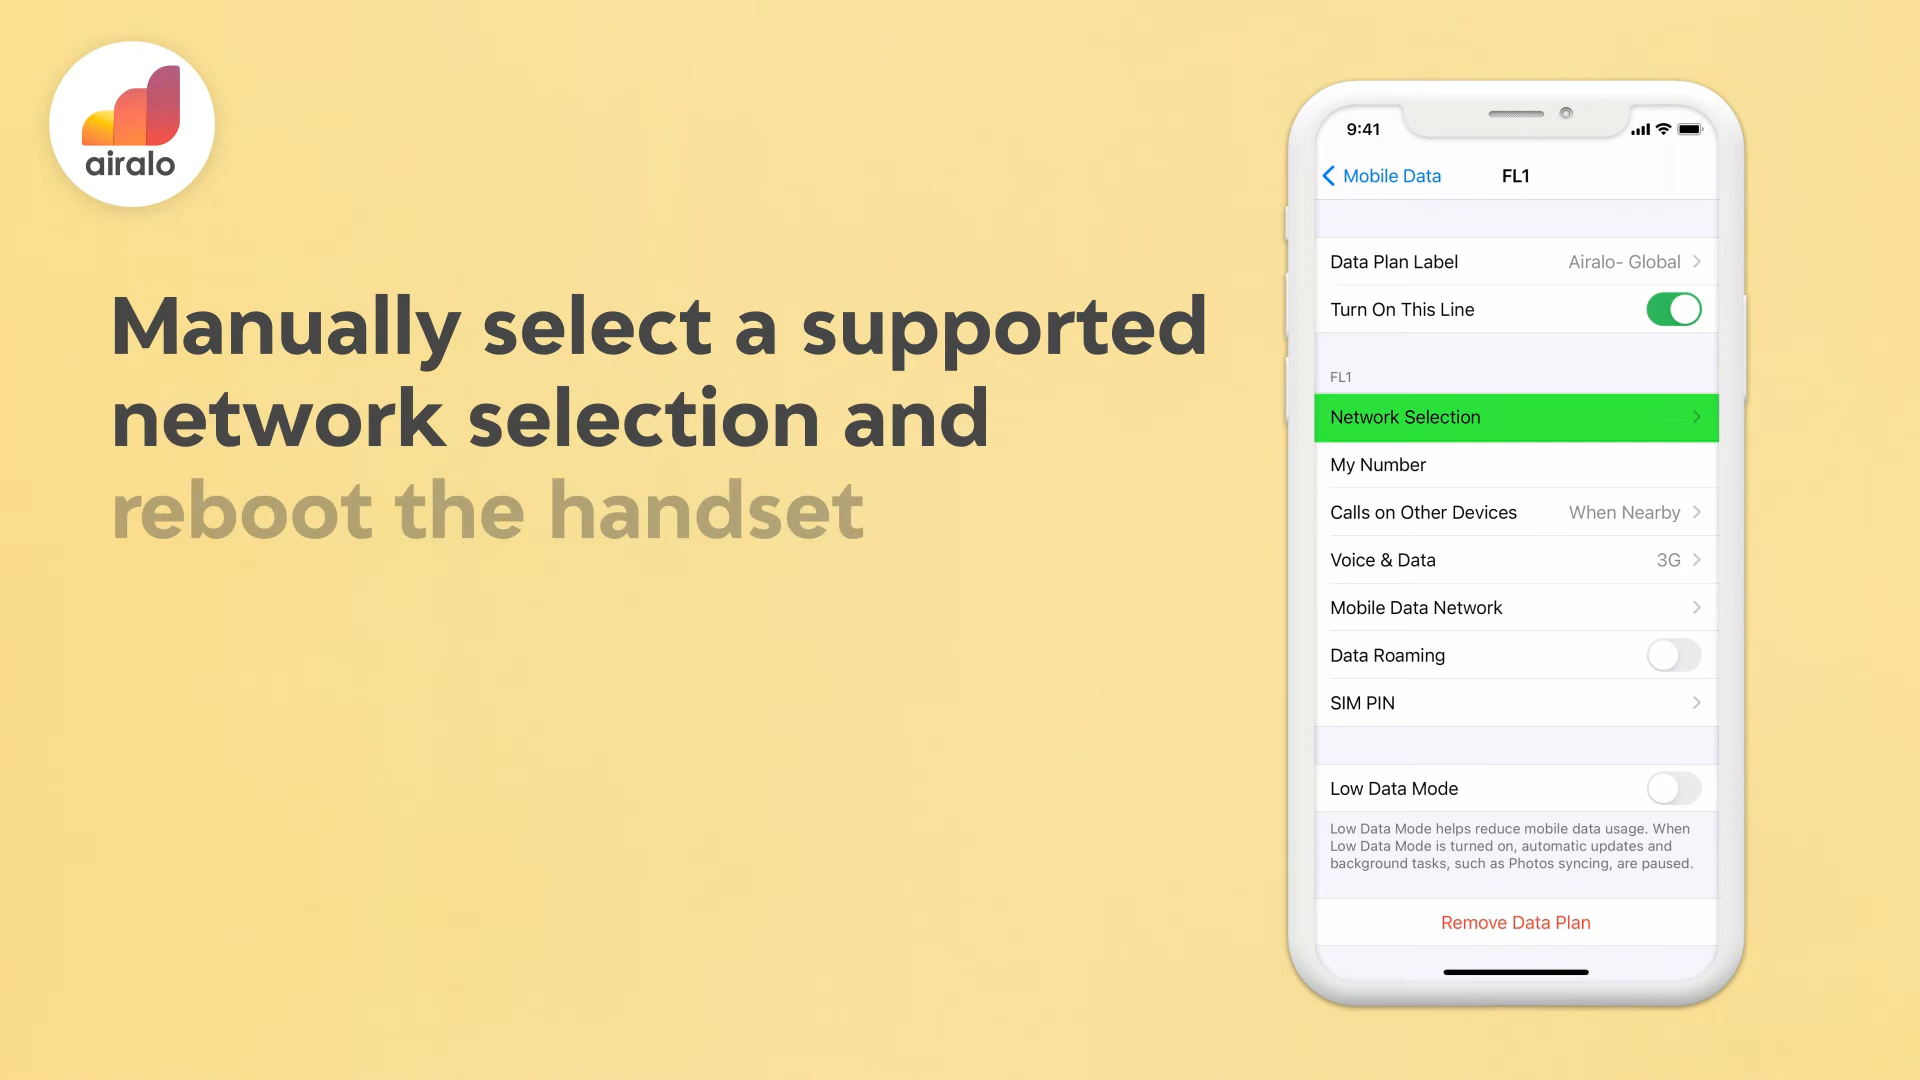 airalo
Manually select a supported
network selection and
reboot the handset
9:41
Mobile Data FL1
Data Plan Label Airalo- Global
Turn On This Line
FL1
Network Selection
My Number
Calls on Other Devices When Nearby
Voice & Data 3G
Mobile Data Network
Data Roaming
SIM PIN
Low Data Mode
Low Data Mode helps reduce mobile data usage. When
Low Data Mode is turned on, automatic updates and
background tasks, such as Photos syncing, are paused.
Remove Data Plan